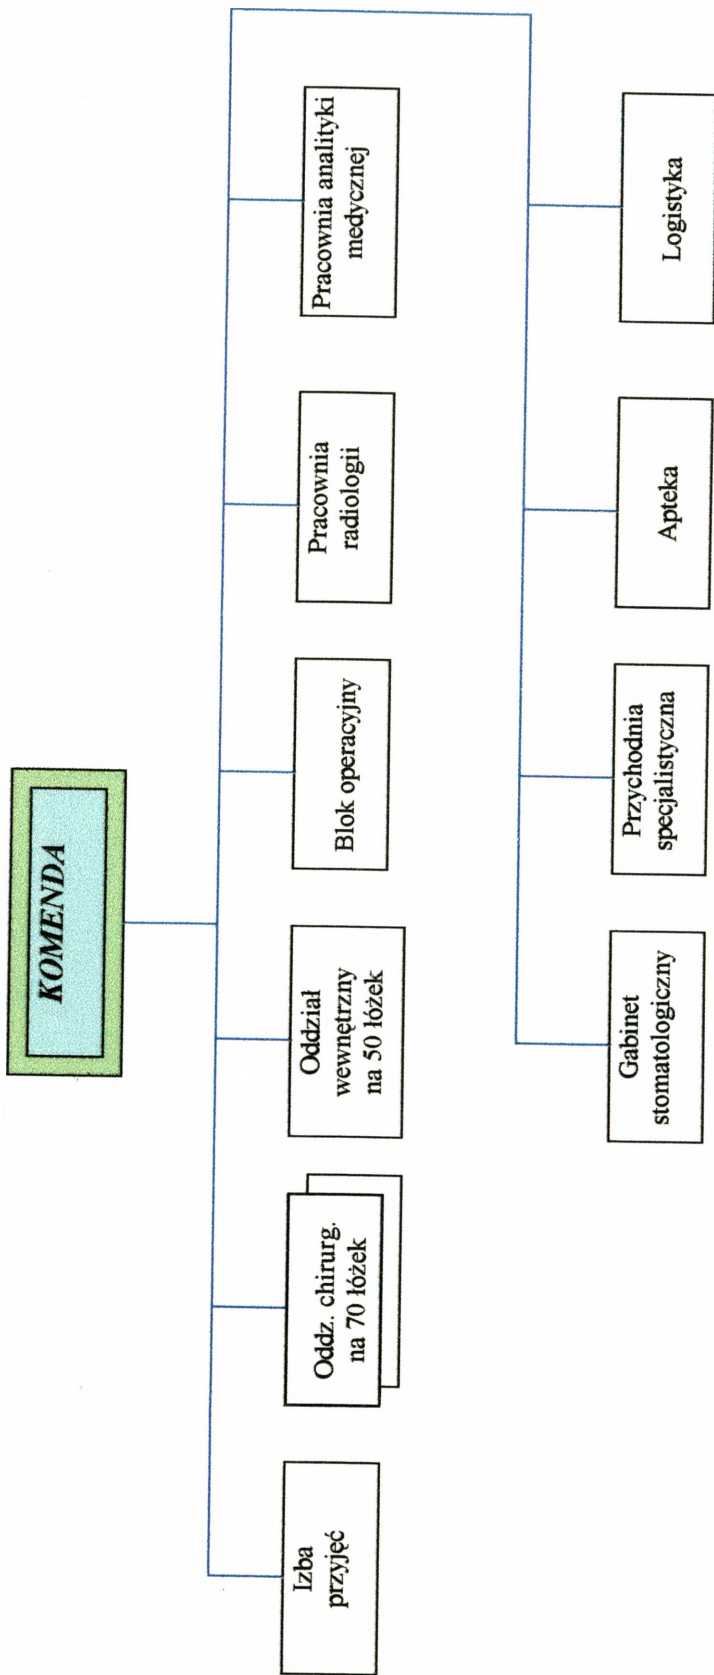 KOMENDA
Izba
przyjęć
Oddz. chirurg.
na 70 łóżek
Oddział
wewnętrzny
na 50 łóżek
Blok operacyjny
Pracownia
radiologii
Pracownia analityki
medycznej
Gabinet
stomatologiczny
Przychodnia
specjalistyczna
Apteka
Logistyka